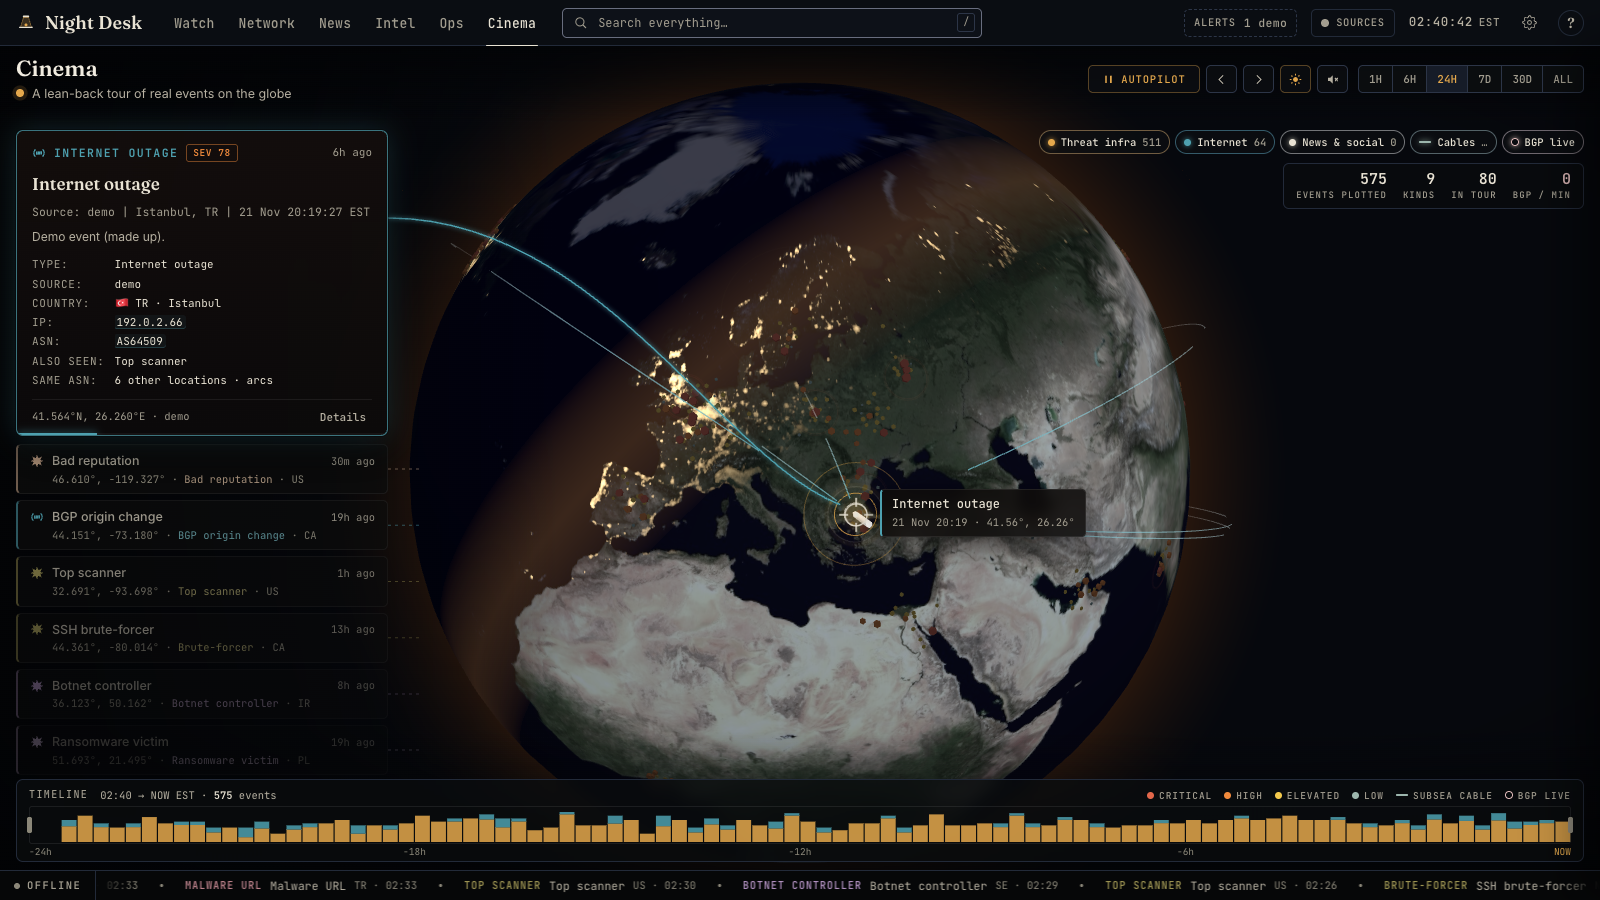 Night Desk
Watch Network News Intel Ops Cinema
Search everything… /
ALERTS 1 demo
SOURCES
02:40:42 EST
?
Cinema
A lean-back tour of real events on the globe
AUTOPILOT
1H 6H 24H 7D 30D ALL
Threat infra 511
Internet 64
News & social 0
Cables …
BGP live
575 9 80 0
EVENTS PLOTTED KINDS IN TOUR BGP / MIN
INTERNET OUTAGE SEV 78 6h ago
Internet outage
Source: demo | Istanbul, TR | 21 Nov 20:19:27 EST
Demo event (made up).
TYPE: Internet outage
SOURCE: demo
COUNTRY: 🇹🇷 TR · Istanbul
IP: 192.0.2.66
ASN: AS64509
ALSO SEEN: Top scanner
SAME ASN: 6 other locations · arcs
41.564°N, 26.260°E · demo Details
Bad reputation 30m ago
46.610°, -119.327° · Bad reputation · US
BGP origin change 19h ago
44.151°, -73.180° · BGP origin change · CA
Top scanner 1h ago
32.691°, -93.698° · Top scanner · US
SSH brute-forcer 13h ago
44.361°, -80.014° · Brute-forcer · CA
Botnet controller 8h ago
36.123°, 50.162° · Botnet controller · IR
Ransomware victim 19h ago
51.693°, 21.495° · Ransomware victim · PL
Internet outage
21 Nov 20:19 · 41.56°, 26.26°
TIMELINE 02:40 → NOW EST · 575 events
CRITICAL HIGH ELEVATED LOW SUBSEA CABLE BGP LIVE
-24h -18h -12h -6h NOW
OFFLINE 02:33 • MALWARE URL Malware URL TR · 02:33 • TOP SCANNER Top scanner US · 02:30 • BOTNET CONTROLLER Botnet controller SE · 02:29 • TOP SCANNER Top scanner US · 02:26 • BRUTE-FORCER SSH brute-forcer